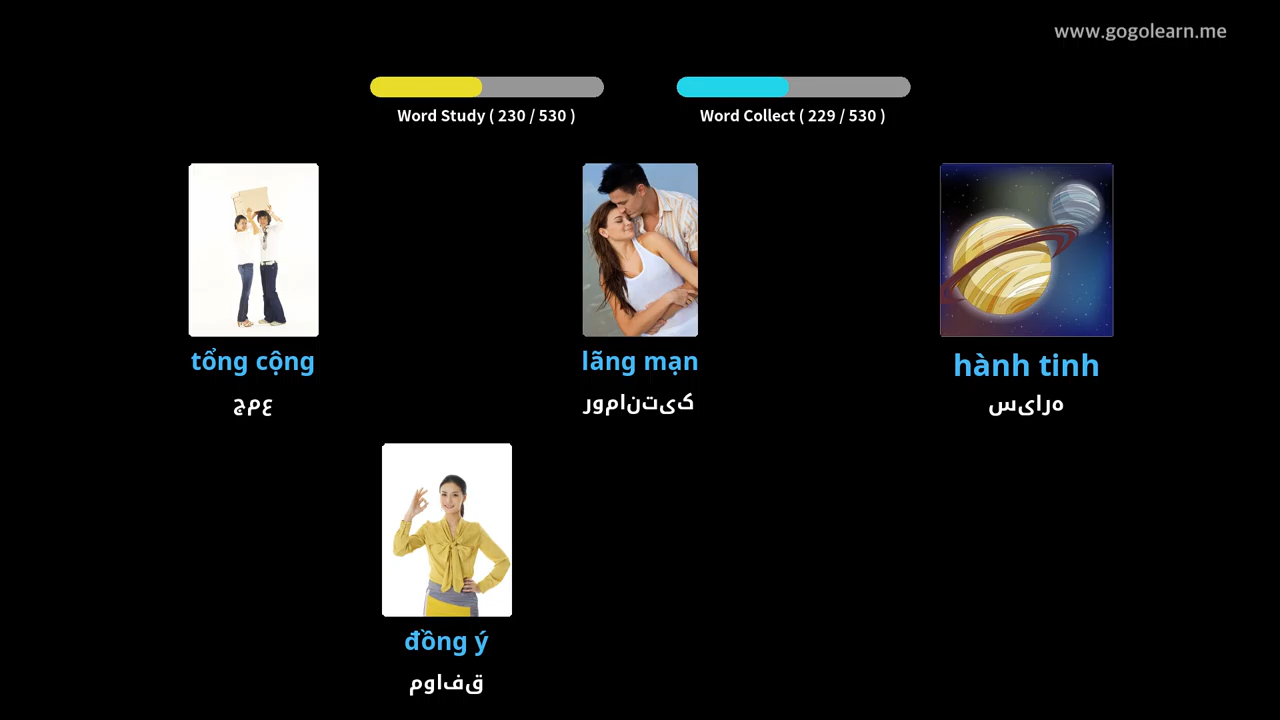 www.gogolearn.me
Word Study ( 230 / 530 )
Word Collect ( 229 / 530 )
tổng cộng
جمع
lãng mạn
رومانتیک
hành tinh
سیاره
đồng ý
موافق